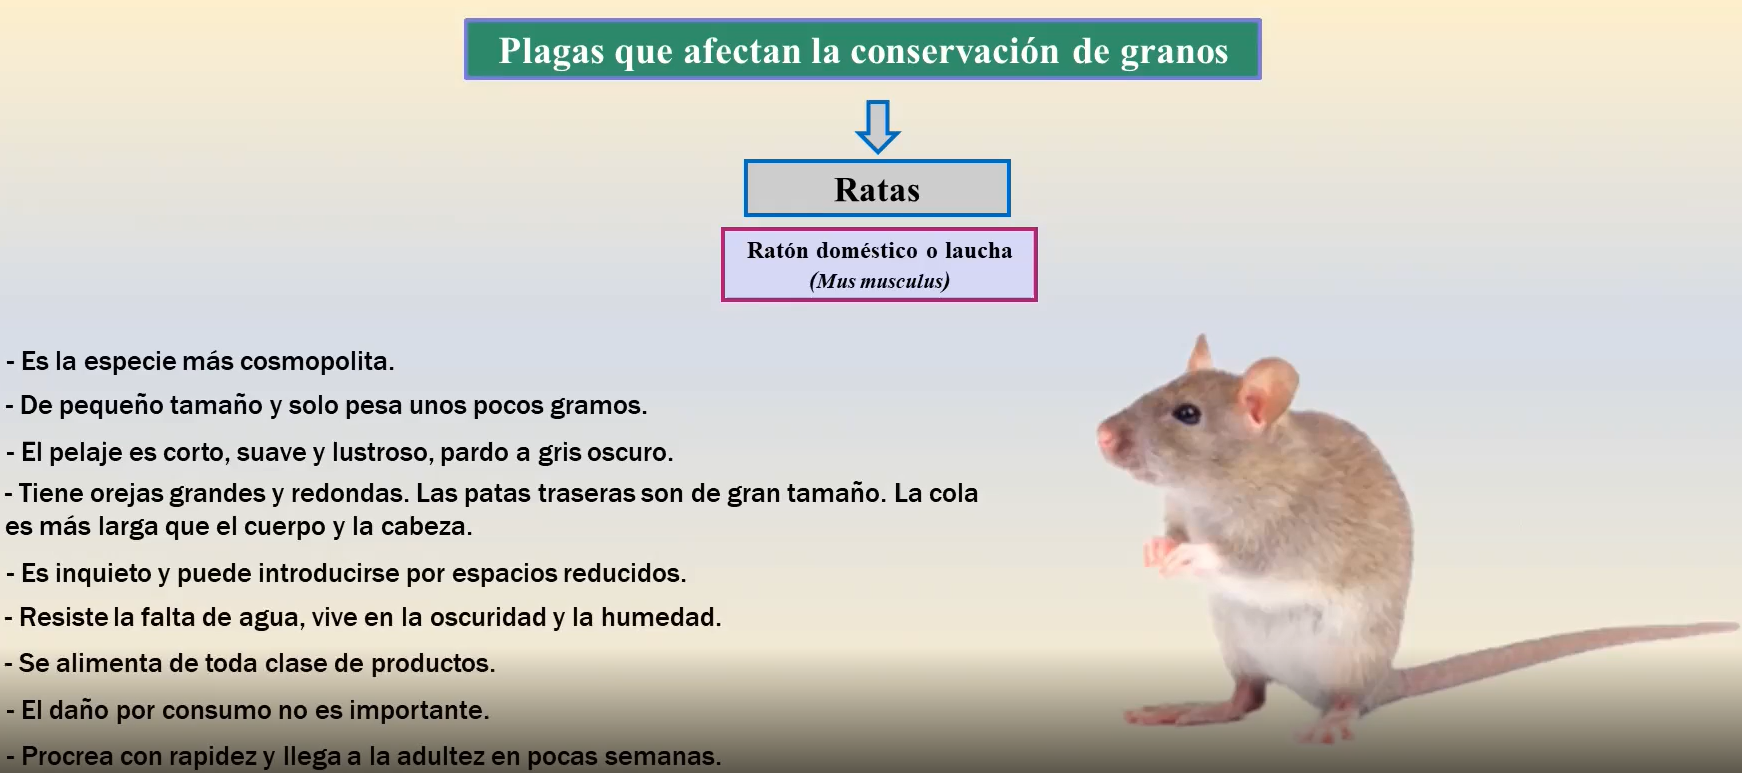 Plagas que afectan la conservación de granos
Ratas
Ratón doméstico o laucha
(Mus musculus)
- Es la especie más cosmopolita.
- De pequeño tamaño y solo pesa unos pocos gramos.
- El pelaje es corto, suave y lustroso, pardo a gris oscuro.
- Tiene orejas grandes y redondas. Las patas traseras son de gran tamaño. La cola
es más larga que el cuerpo y la cabeza.
- Es inquieto y puede introducirse por espacios reducidos.
- Resiste la falta de agua, vive en la oscuridad y la humedad.
- Se alimenta de toda clase de productos.
- El daño por consumo no es importante.
- Procrea con rapidez y llega a la adultez en pocas semanas.